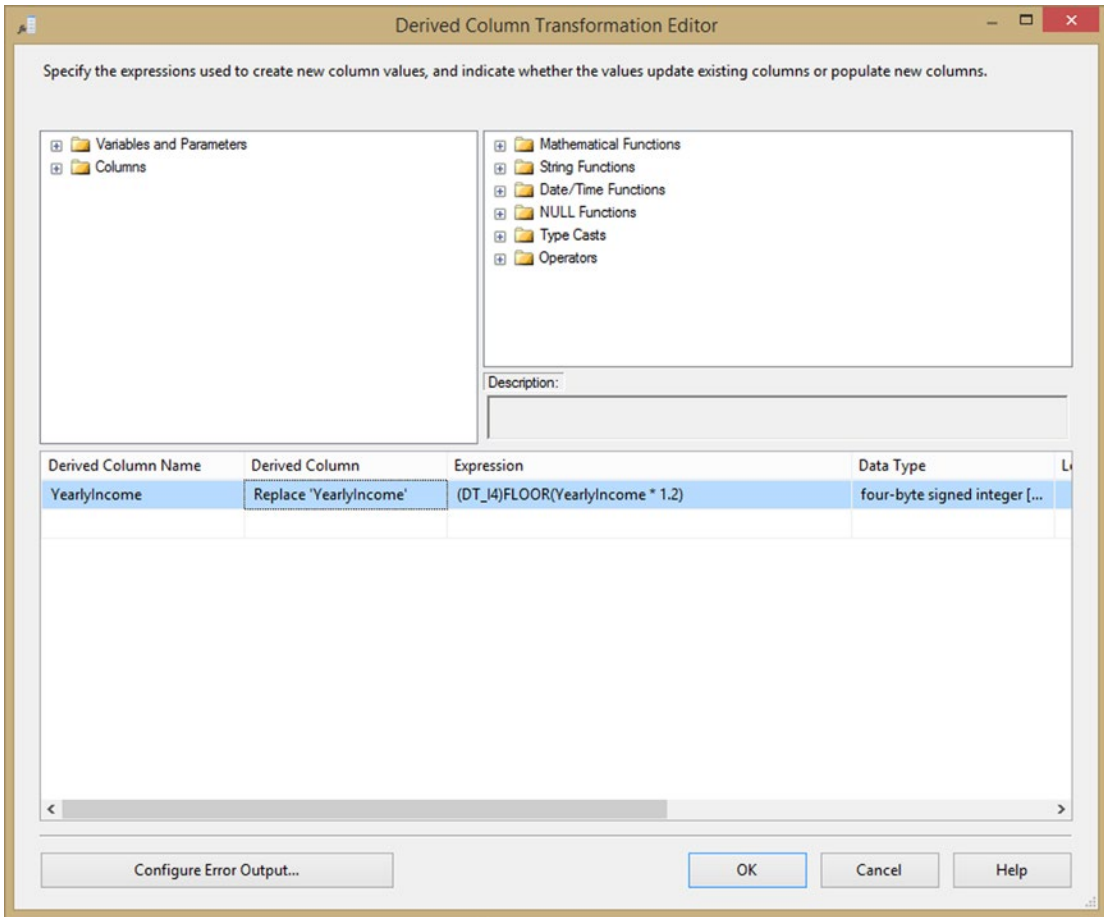 Derived Column Transformation Editor
Specify the expressions used to create new column values, and indicate whether the values update existing columns or populate new columns.
Variables and Parameters
Columns
Mathematical Functions
String Functions
Date/Time Functions
NULL Functions
Type Casts
Operators
Description:
Derived Column Name Derived Column Expression Data Type
YearlyIncome Replace 'YearlyIncome' (DT_I4)FLOOR(YearlyIncome * 1.2) four-byte signed integer [...
Configure Error Output... OK Cancel Help